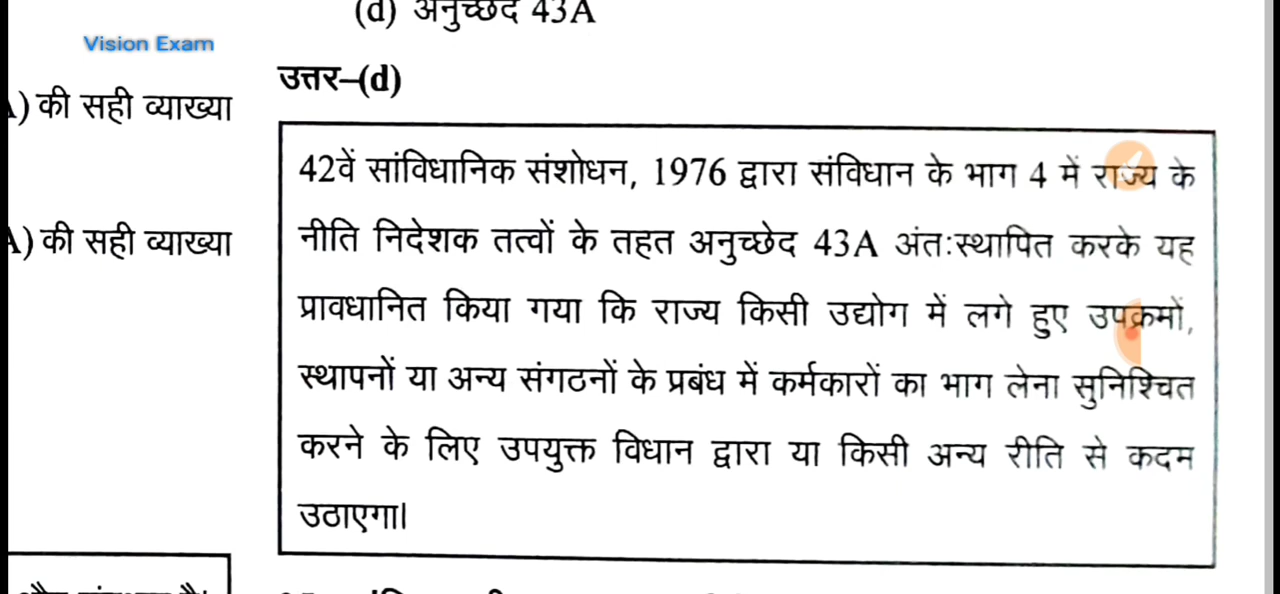 (d) अनुच्छेद 43A
Vision Exam
उत्तर–(d)
) की सही व्याख्या
42वें सांविधानिक संशोधन, 1976 द्वारा संविधान के भाग 4 में राज्य के
A) की सही व्याख्या
नीति निदेशक तत्वों के तहत अनुच्छेद 43A अंतःस्थापित करके यह
प्रावधानित किया गया कि राज्य किसी उद्योग में लगे हुए उपक्रमों,
स्थापनों या अन्य संगठनों के प्रबंध में कर्मकारों का भाग लेना सुनिश्चित
करने के लिए उपयुक्त विधान द्वारा या किसी अन्य रीति से कदम
उठाएगा।